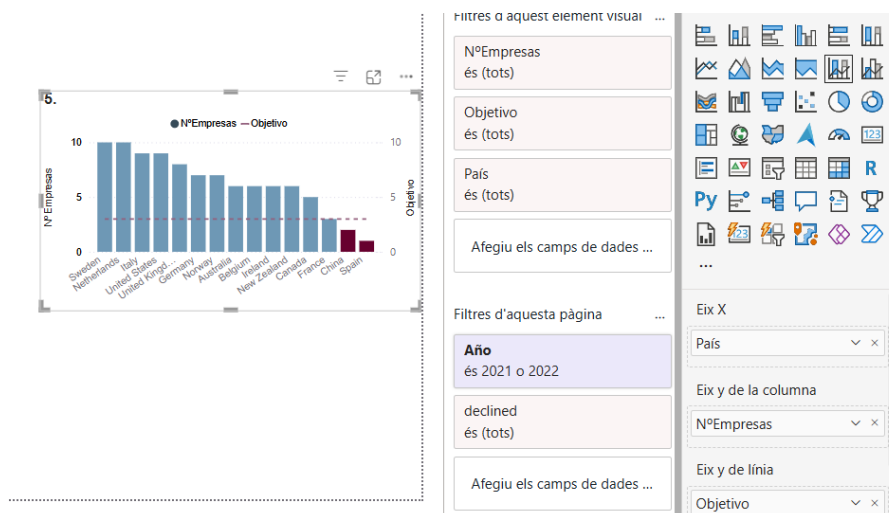 Filtres d'aquest element visual ...
NºEmpresas
és (tots)
Objetivo
és (tots)
País
és (tots)
Afegiu els camps de dades ...
Filtres d'aquesta pàgina ...
Año
és 2021 o 2022
declined
és (tots)
Afegiu els camps de dades ...
5.
NºEmpresas
Objetivo
10
5
0
10
5
0
Nº Empresas
Objetivo
Sweden
Netherlands
Italy
United States
United Kingd...
Germany
Norway
Australia
Belgium
Ireland
New Zealand
Canada
France
China
Spain
123
R
Py
123
...
Eix X
País
Eix y de la columna
NºEmpresas
Eix y de línia
Objetivo